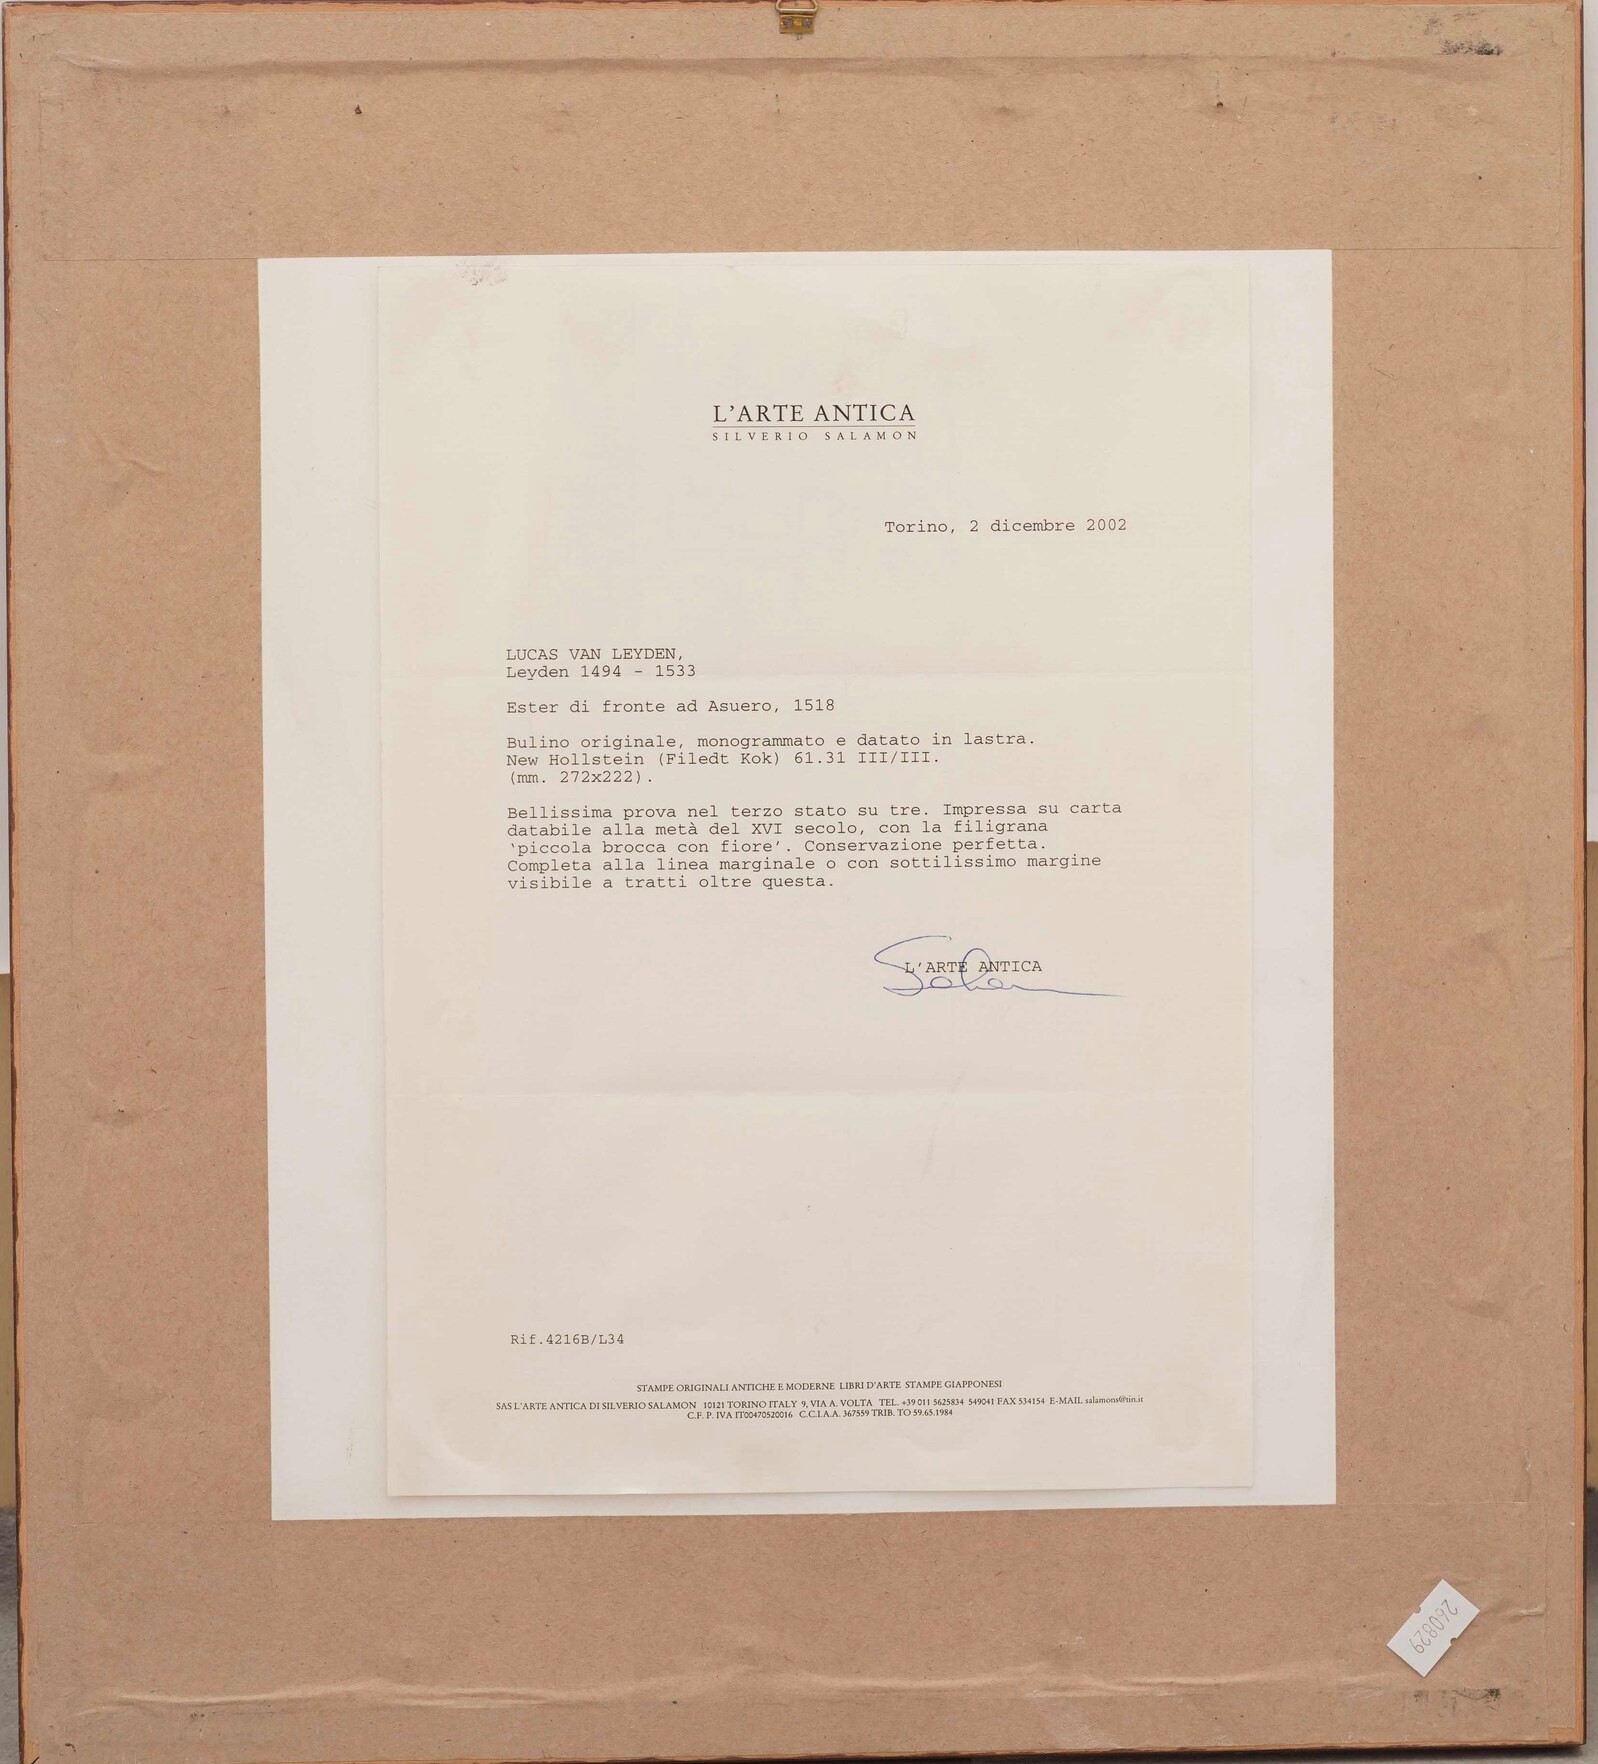 L'ARTE ANTICA
SILVERIO SALAMON
Torino, 2 dicembre 2002
LUCAS VAN LEYDEN,
Leyden 1494 - 1533
Ester di fronte ad Asuero, 1518
Bulino originale, monogrammato e datato in lastra.
New Hollstein (Filedt Kok) 61.31 III/III.
(mm. 272x222).
Bellissima prova nel terzo stato su tre. Impressa su carta
databile alla metà del XVI secolo, con la filigrana
'piccola brocca con fiore'. Conservazione perfetta.
Completa alla linea marginale o con sottilissimo margine
visibile a tratti oltre questa.
L'ARTE ANTICA
Rif.4216B/L34
STAMPE ORIGINALI ANTICHE E MODERNE LIBRI D'ARTE STAMPE GIAPPONESI
SAS L'ARTE ANTICA DI SILVERIO SALAMON 10121 TORINO ITALY 9, VIA A. VOLTA TEL. +39 011 5625834 549041 FAX 534154 E-MAIL salamons@tin.it
C.F. P. IVA IT00470520016 C.C.I.A.A. 367559 TRIB. TO 59.65.1984
260829